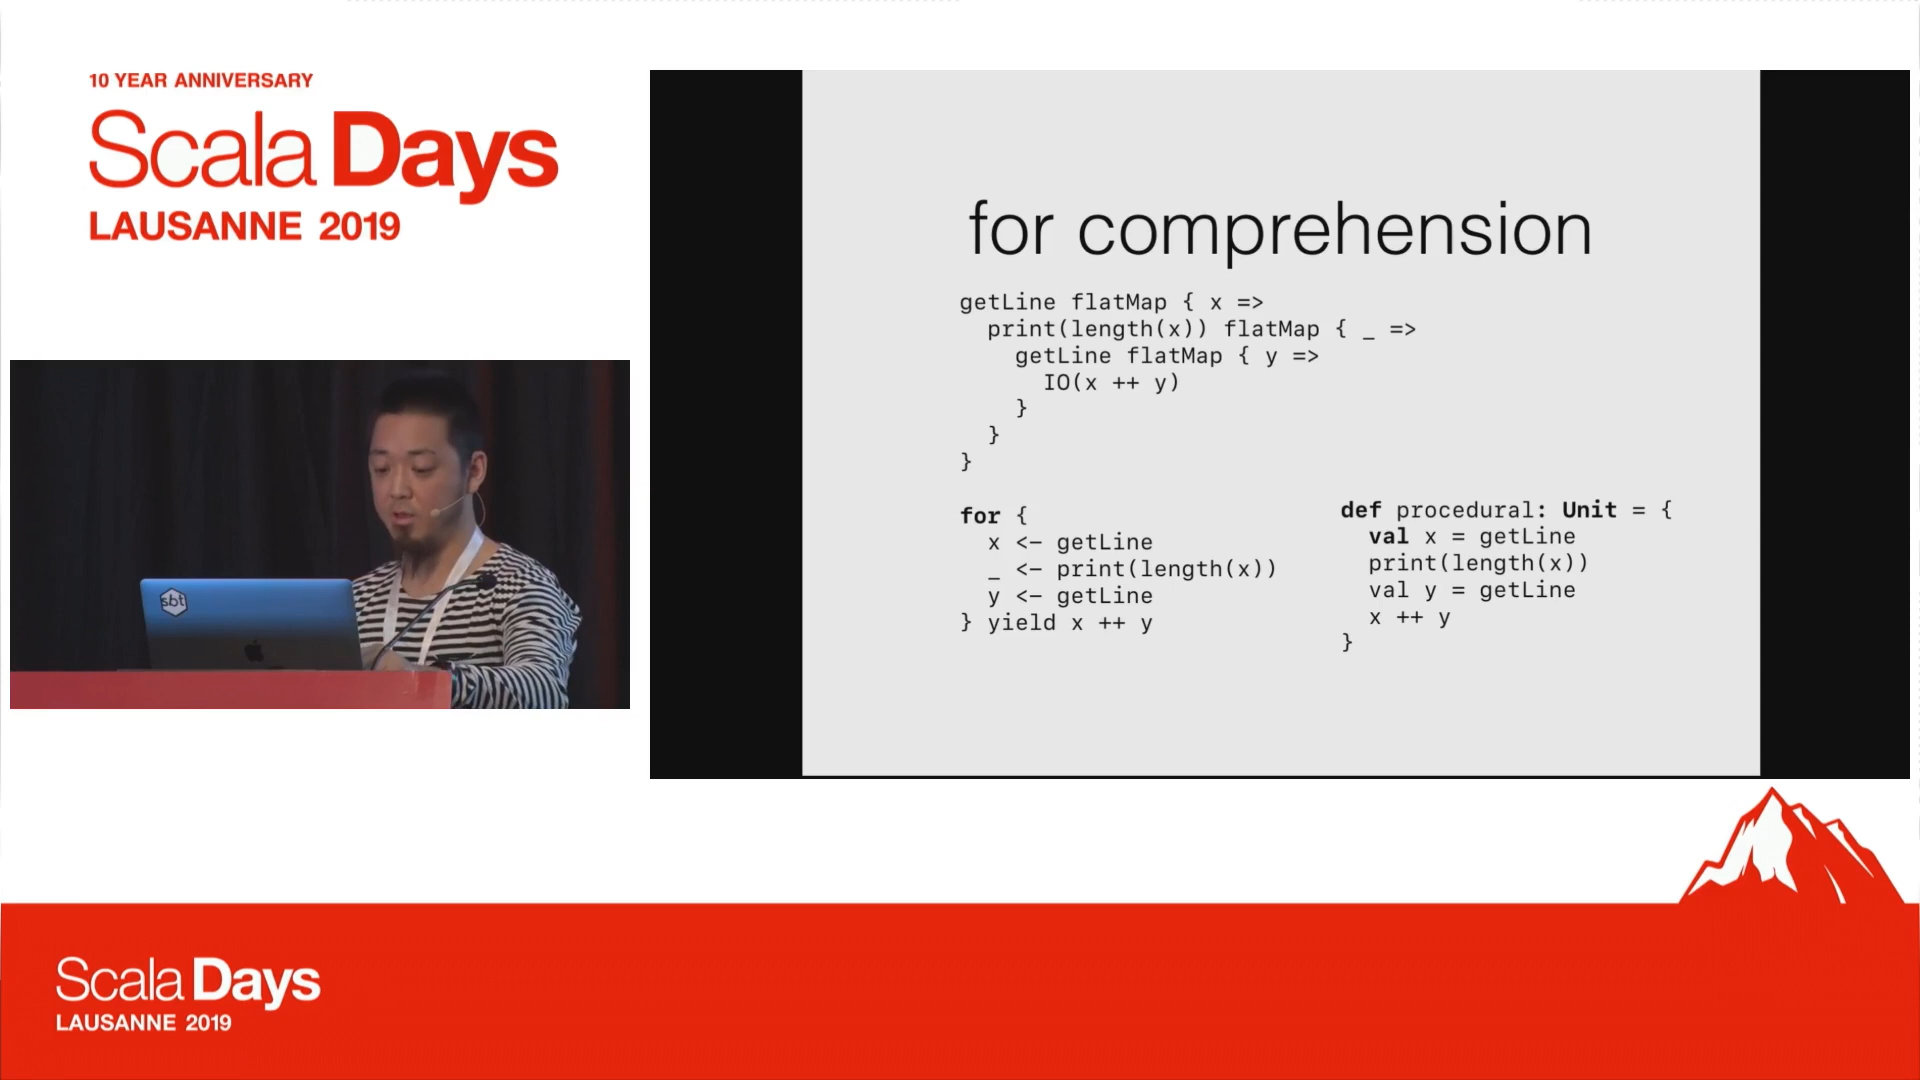 10 YEAR ANNIVERSARY
Scala Days
LAUSANNE 2019
sbt
for comprehension
getLine flatMap { x =>
  print(length(x)) flatMap { _ =>
    getLine flatMap { y =>
      IO(x ++ y)
    }
  }
}
for {
  x <- getLine
  _ <- print(length(x))
  y <- getLine
} yield x ++ y
def procedural: Unit = {
  val x = getLine
  print(length(x))
  val y = getLine
  x ++ y
}
Scala Days
LAUSANNE 2019